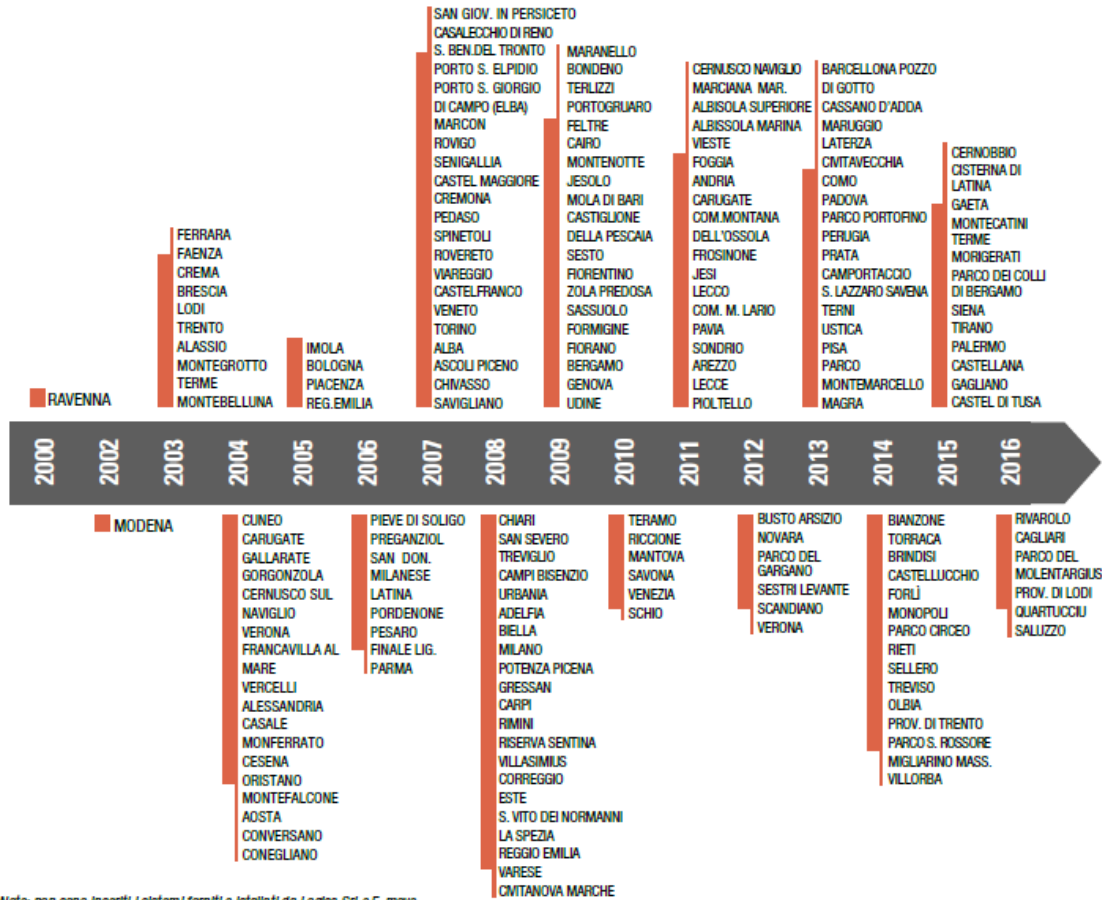 SAN GIOV. IN PERSICETO
CASALECCHIO DI RENO
S. BEN.DEL TRONTO
PORTO S. ELPIDIO
PORTO S. GIORGIO
DI CAMPO (ELBA)
MARCON
ROVIGO
SENIGALLIA
CASTEL MAGGIORE
CREMONA
PEDASO
SPINETOLI
ROVERETO
VIAREGGIO
CASTELFRANCO
VENETO
TORINO
ALBA
ASCOLI PICENO
CHIVASSO
SAVIGLIANO
MARANELLO
BONDENO
TERLIZZI
PORTOGRUARO
FELTRE
CAIRO
MONTENOTTE
JESOLO
MOLA DI BARI
CASTIGLIONE
DELLA PESCAIA
SESTO
FIORENTINO
ZOLA PREDOSA
SASSUOLO
FORMIGINE
FIORANO
BERGAMO
GENOVA
UDINE
CERNUSCO NAVIGLIO
MARCIANA MAR.
ALBISOLA SUPERIORE
ALBISSOLA MARINA
VIESTE
FOGGIA
ANDRIA
CARUGATE
COM.MONTANA
DELL'OSSOLA
FROSINONE
JESI
LECCO
COM. M. LARIO
PAVIA
SONDRIO
AREZZO
LECCE
PIOLTELLO
BARCELLONA POZZO
DI GOTTO
CASSANO D'ADDA
MARUGGIO
LATERZA
CIVITAVECCHIA
COMO
PADOVA
PARCO PORTOFINO
PERUGIA
PRATA
CAMPORTACCIO
S. LAZZARO SAVENA
TERNI
USTICA
PISA
PARCO
MONTEMARCELLO
MAGRA
CERNOBBIO
CISTERNA DI
LATINA
GAETA
MONTECATINI
TERME
MORIGERATI
PARCO DEI COLLI
DI BERGAMO
SIENA
TIRANO
PALERMO
CASTELLANA
GAGLIANO
CASTEL DI TUSA
FERRARA
FAENZA
CREMA
BRESCIA
LODI
TRENTO
ALASSIO
MONTEGROTTO
TERME
MONTEBELLUNA
IMOLA
BOLOGNA
PIACENZA
REG.EMILIA
RAVENNA
2000
2002
2003
2004
2005
2006
2007
2008
2009
2010
2011
2012
2013
2014
2015
2016
MODENA
CUNEO
CARUGATE
GALLARATE
GORGONZOLA
CERNUSCO SUL
NAVIGLIO
VERONA
FRANCAVILLA AL
MARE
VERCELLI
ALESSANDRIA
CASALE
MONFERRATO
CESENA
ORISTANO
MONTEFALCONE
AOSTA
CONVERSANO
CONEGLIANO
PIEVE DI SOLIGO
PREGANZIOL
SAN DON.
MILANESE
LATINA
PORDENONE
PESARO
FINALE LIG.
PARMA
CHIARI
SAN SEVERO
TREVIGLIO
CAMPI BISENZIO
URBANIA
ADELFIA
BIELLA
MILANO
POTENZA PICENA
GRESSAN
CARPI
RIMINI
RISERVA SENTINA
VILLASIMIUS
CORREGGIO
ESTE
S. VITO DEI NORMANNI
LA SPEZIA
REGGIO EMILIA
VARESE
CIVITANOVA MARCHE
TERAMO
RICCIONE
MANTOVA
SAVONA
VENEZIA
SCHIO
BUSTO ARSIZIO
NOVARA
PARCO DEL
GARGANO
SESTRI LEVANTE
SCANDIANO
VERONA
BIANZONE
TORRACA
BRINDISI
CASTELLUCCHIO
FORLÌ
MONOPOLI
PARCO CIRCEO
RIETI
SELLERO
TREVISO
OLBIA
PROV. DI TRENTO
PARCO S. ROSSORE
MIGLIARINO MASS.
VILLORBA
RIVAROLO
CAGLIARI
PARCO DEL
MOLENTARGIUS
PROV. DI LODI
QUARTUCCIU
SALUZZO